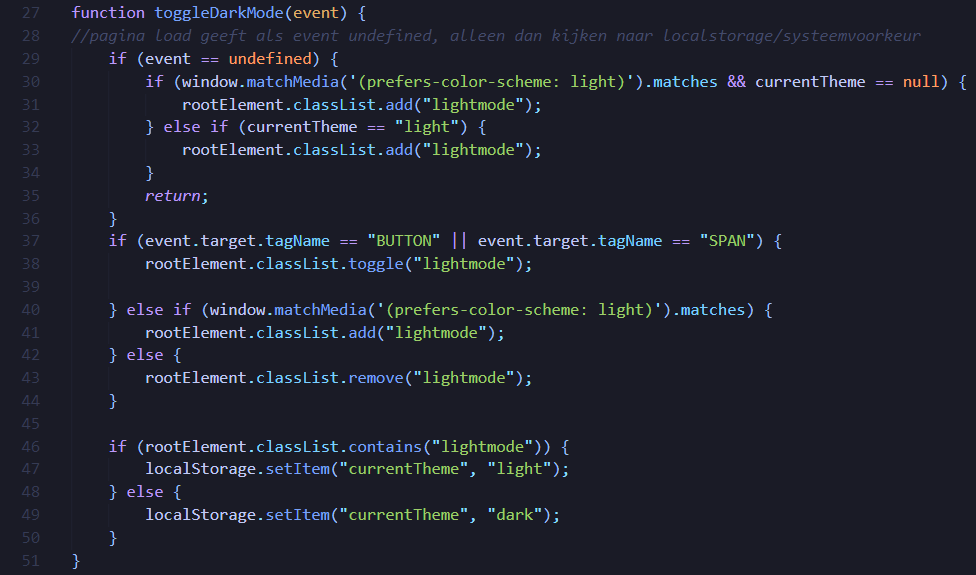 27 function toggleDarkMode(event) {
28 //pagina load geeft als event undefined, alleen dan kijken naar localstorage/systeemvoorkeur
29     if (event == undefined) {
30         if (window.matchMedia('(prefers-color-scheme: light)').matches && currentTheme == null) {
31             rootElement.classList.add("lightmode");
32         } else if (currentTheme == "light") {
33             rootElement.classList.add("lightmode");
34         }
35         return;
36     }
37     if (event.target.tagName == "BUTTON" || event.target.tagName == "SPAN") {
38         rootElement.classList.toggle("lightmode");
39
40     } else if (window.matchMedia('(prefers-color-scheme: light)').matches) {
41         rootElement.classList.add("lightmode");
42     } else {
43         rootElement.classList.remove("lightmode");
44     }
45
46     if (rootElement.classList.contains("lightmode")) {
47         localStorage.setItem("currentTheme", "light");
48     } else {
49         localStorage.setItem("currentTheme", "dark");
50     }
51 }